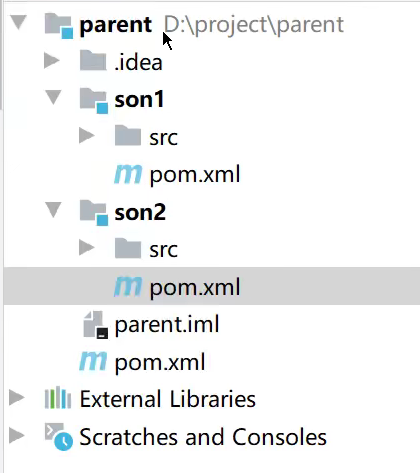 parent D:\project\parent
.idea
son1
src
m pom.xml
son2
src
m pom.xml
parent.iml
m pom.xml
External Libraries
Scratches and Consoles